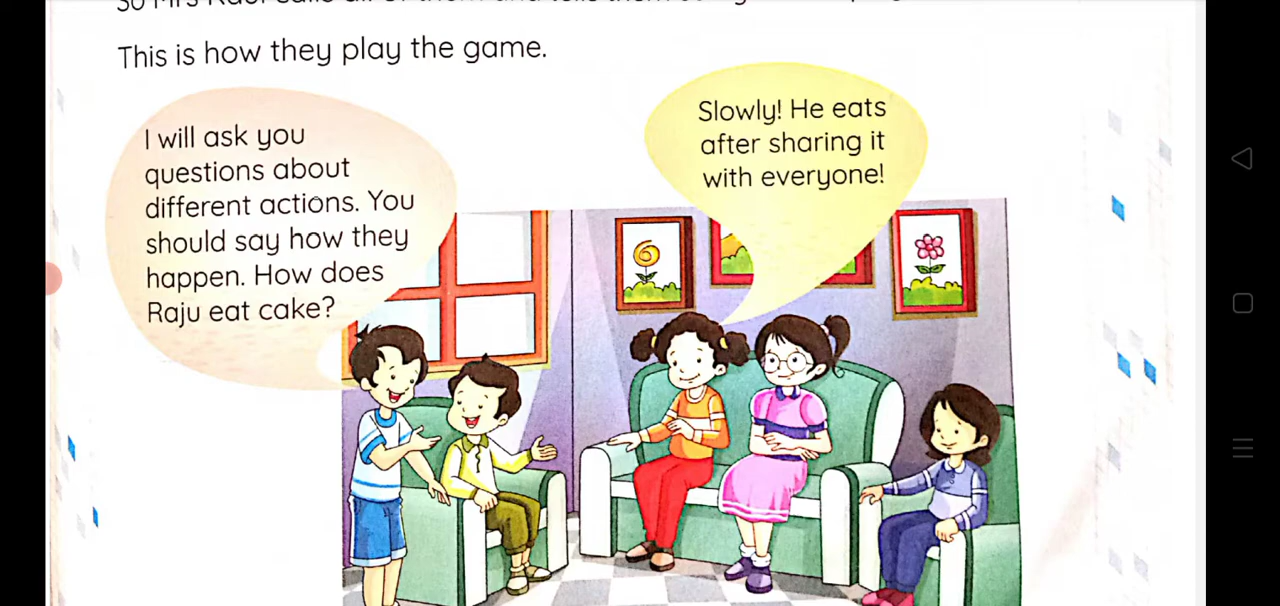 This is how they play the game.
I will ask you
questions about
different actions. You
should say how they
happen. How does
Raju eat cake?
Slowly! He eats
after sharing it
with everyone!